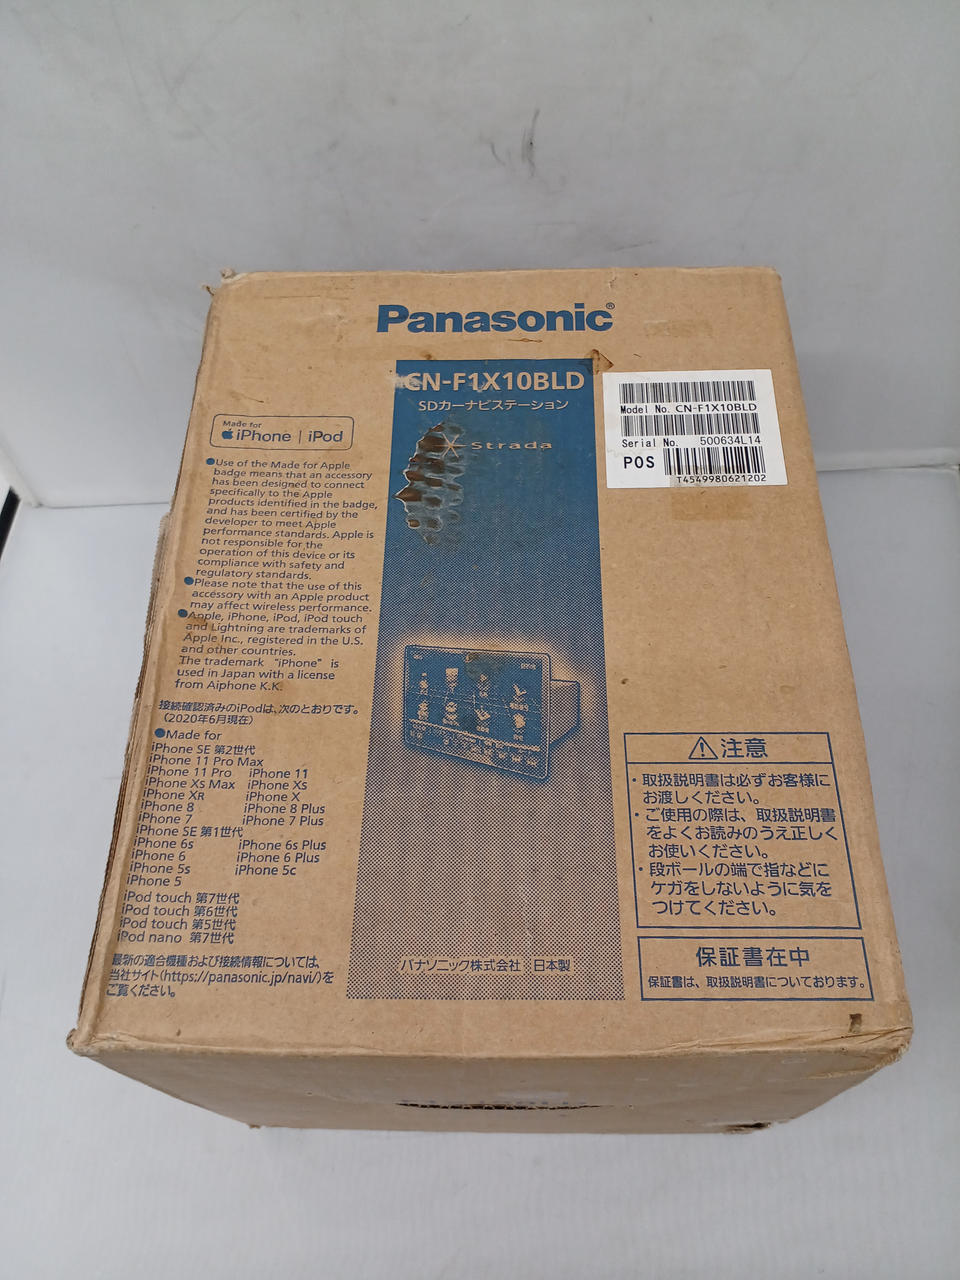 Panasonic®
CN-F1X10BLD
SDカーナビステーション
Strada
Model No. CN-F1X10BLD
Serial No. 500634L14
POS
T4549980621202
Made for
iPhone | iPod
●Use of the Made for Apple
badge means that an accessory
has been designed to connect
specifically to the Apple
products identified in the badge,
and has been certified by the
developer to meet Apple
performance standards. Apple is
not responsible for the
operation of this device or its
compliance with safety and
regulatory standards.
●Please note that the use of this
accessory with an Apple product
may affect wireless performance.
●Apple, iPhone, iPod, iPod touch
and Lightning are trademarks of
Apple Inc., registered in the U.S.
and other countries.
The trademark "iPhone" is
used in Japan with a license
from Aiphone K.K.
接続確認済みのiPodは、次のとおりです。
(2020年6月現在)
●Made for
iPhone SE 第2世代
iPhone 11 Pro Max
iPhone 11 Pro iPhone 11
iPhone Xs Max iPhone Xs
iPhone XR iPhone X
iPhone 8 iPhone 8 Plus
iPhone 7 iPhone 7 Plus
iPhone SE 第1世代
iPhone 6s iPhone 6s Plus
iPhone 6 iPhone 6 Plus
iPhone 5s iPhone 5c
iPhone 5
iPod touch 第7世代
iPod touch 第6世代
iPod touch 第5世代
iPod nano 第7世代
最新の適合機種および接続情報については、
当社サイト(https://panasonic.jp/navi/)を
ご覧ください。
パナソニック株式会社 日本製
注意
・取扱説明書は必ずお客様に
お渡しください。
・ご使用の際は、取扱説明書
をよくお読みのうえ正しく
お使いください。
・段ボールの端で指などに
ケガをしないように気を
つけてください。
保証書在中
保証書は、取扱説明書についております。